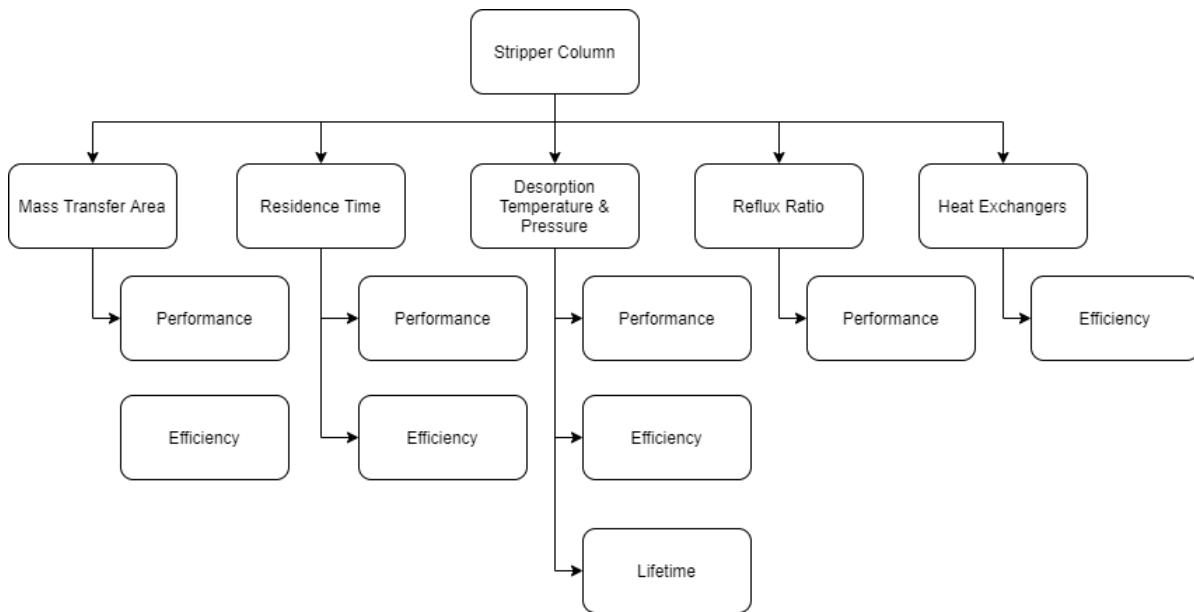 Stripper Column
Mass Transfer Area
Residence Time
Desorption
Temperature &
Pressure
Reflux Ratio
Heat Exchangers
Performance
Performance
Performance
Performance
Efficiency
Efficiency
Efficiency
Efficiency
Lifetime